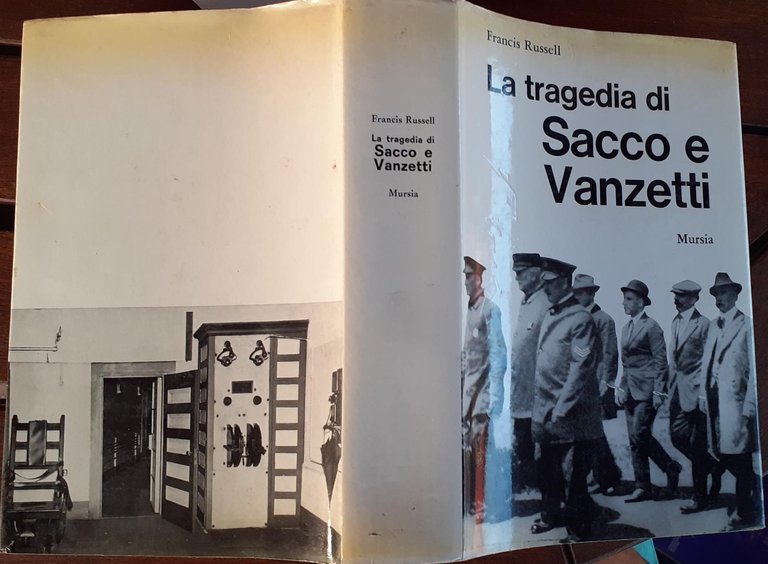 Francis Russell
La tragedia di
Sacco e
Vanzetti
Mursia
Francis Russell
La tragedia di
Sacco e
Vanzetti
Mursia